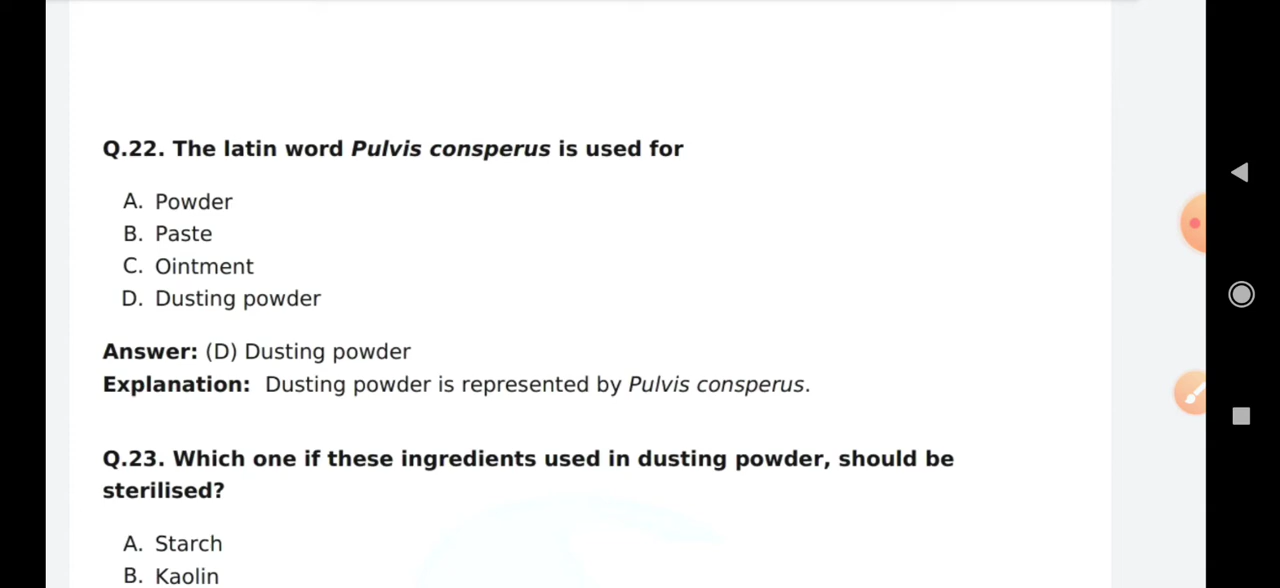 Q.22. The latin word Pulvis consperus is used for
A. Powder
B. Paste
C. Ointment
D. Dusting powder
Answer: (D) Dusting powder
Explanation: Dusting powder is represented by Pulvis consperus.
Q.23. Which one if these ingredients used in dusting powder, should be
sterilised?
A. Starch
B. Kaolin